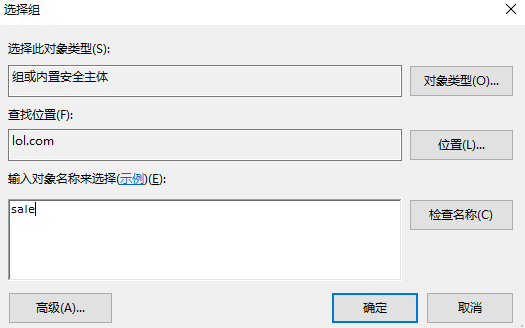 选择组
选择此对象类型(S):
组或内置安全主体
对象类型(O)...
查找位置(F):
lol.com
位置(L)...
输入对象名称来选择(示例)(E):
sale
检查名称(C)
高级(A)...
确定
取消